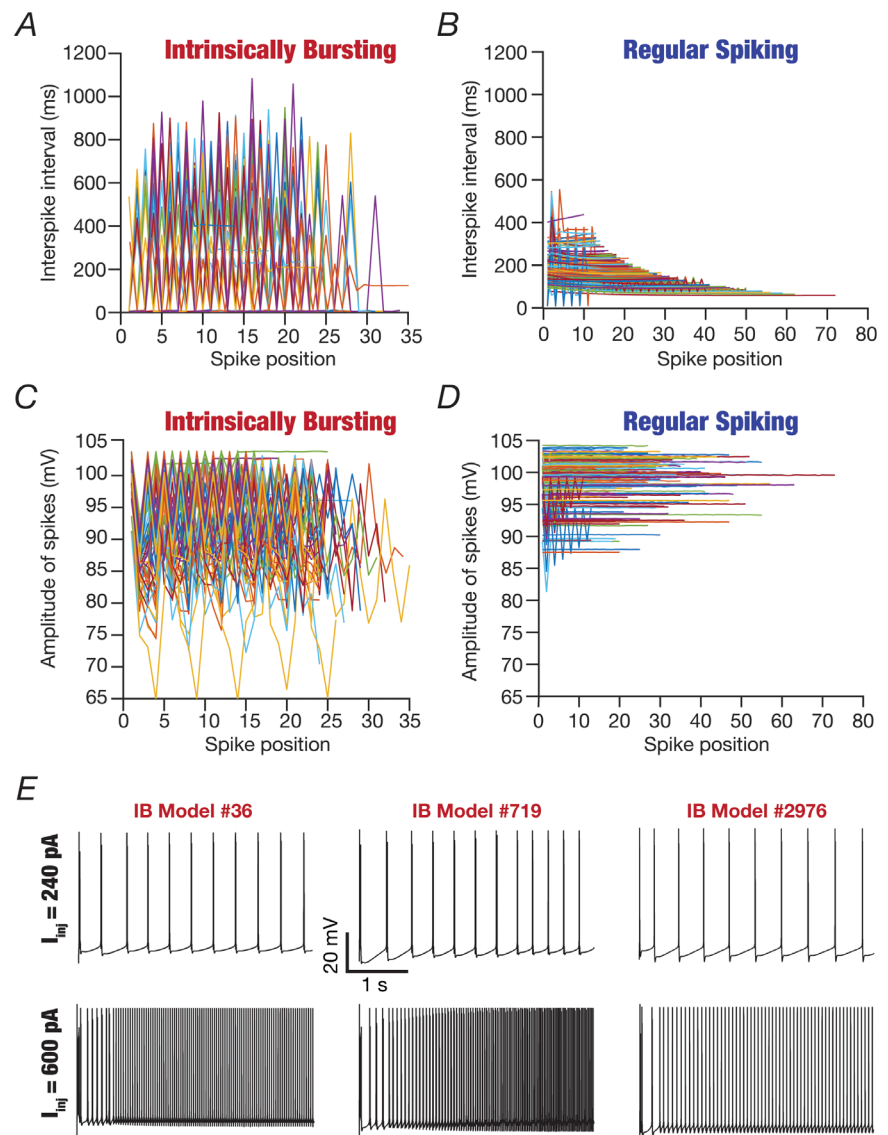 A
Intrinsically Bursting
Interspike interval (ms)
1200
1000
800
600
400
200
0
0 5 10 15 20 25 30 35
Spike position
B
Regular Spiking
Interspike interval (ms)
1200
1000
800
600
400
200
0
0 10 20 30 40 50 60 70 80
Spike position
C
Intrinsically Bursting
Amplitude of spikes (mV)
105
100
95
90
85
80
75
70
65
0 5 10 15 20 25 30 35
Spike position
D
Regular Spiking
Amplitude of spikes (mV)
105
100
95
90
85
80
75
70
65
0 10 20 30 40 50 60 70 80
Spike position
E
IB Model #36
IB Model #719
IB Model #2976
Iinj = 240 pA
20 mV
1 s
Iinj = 600 pA